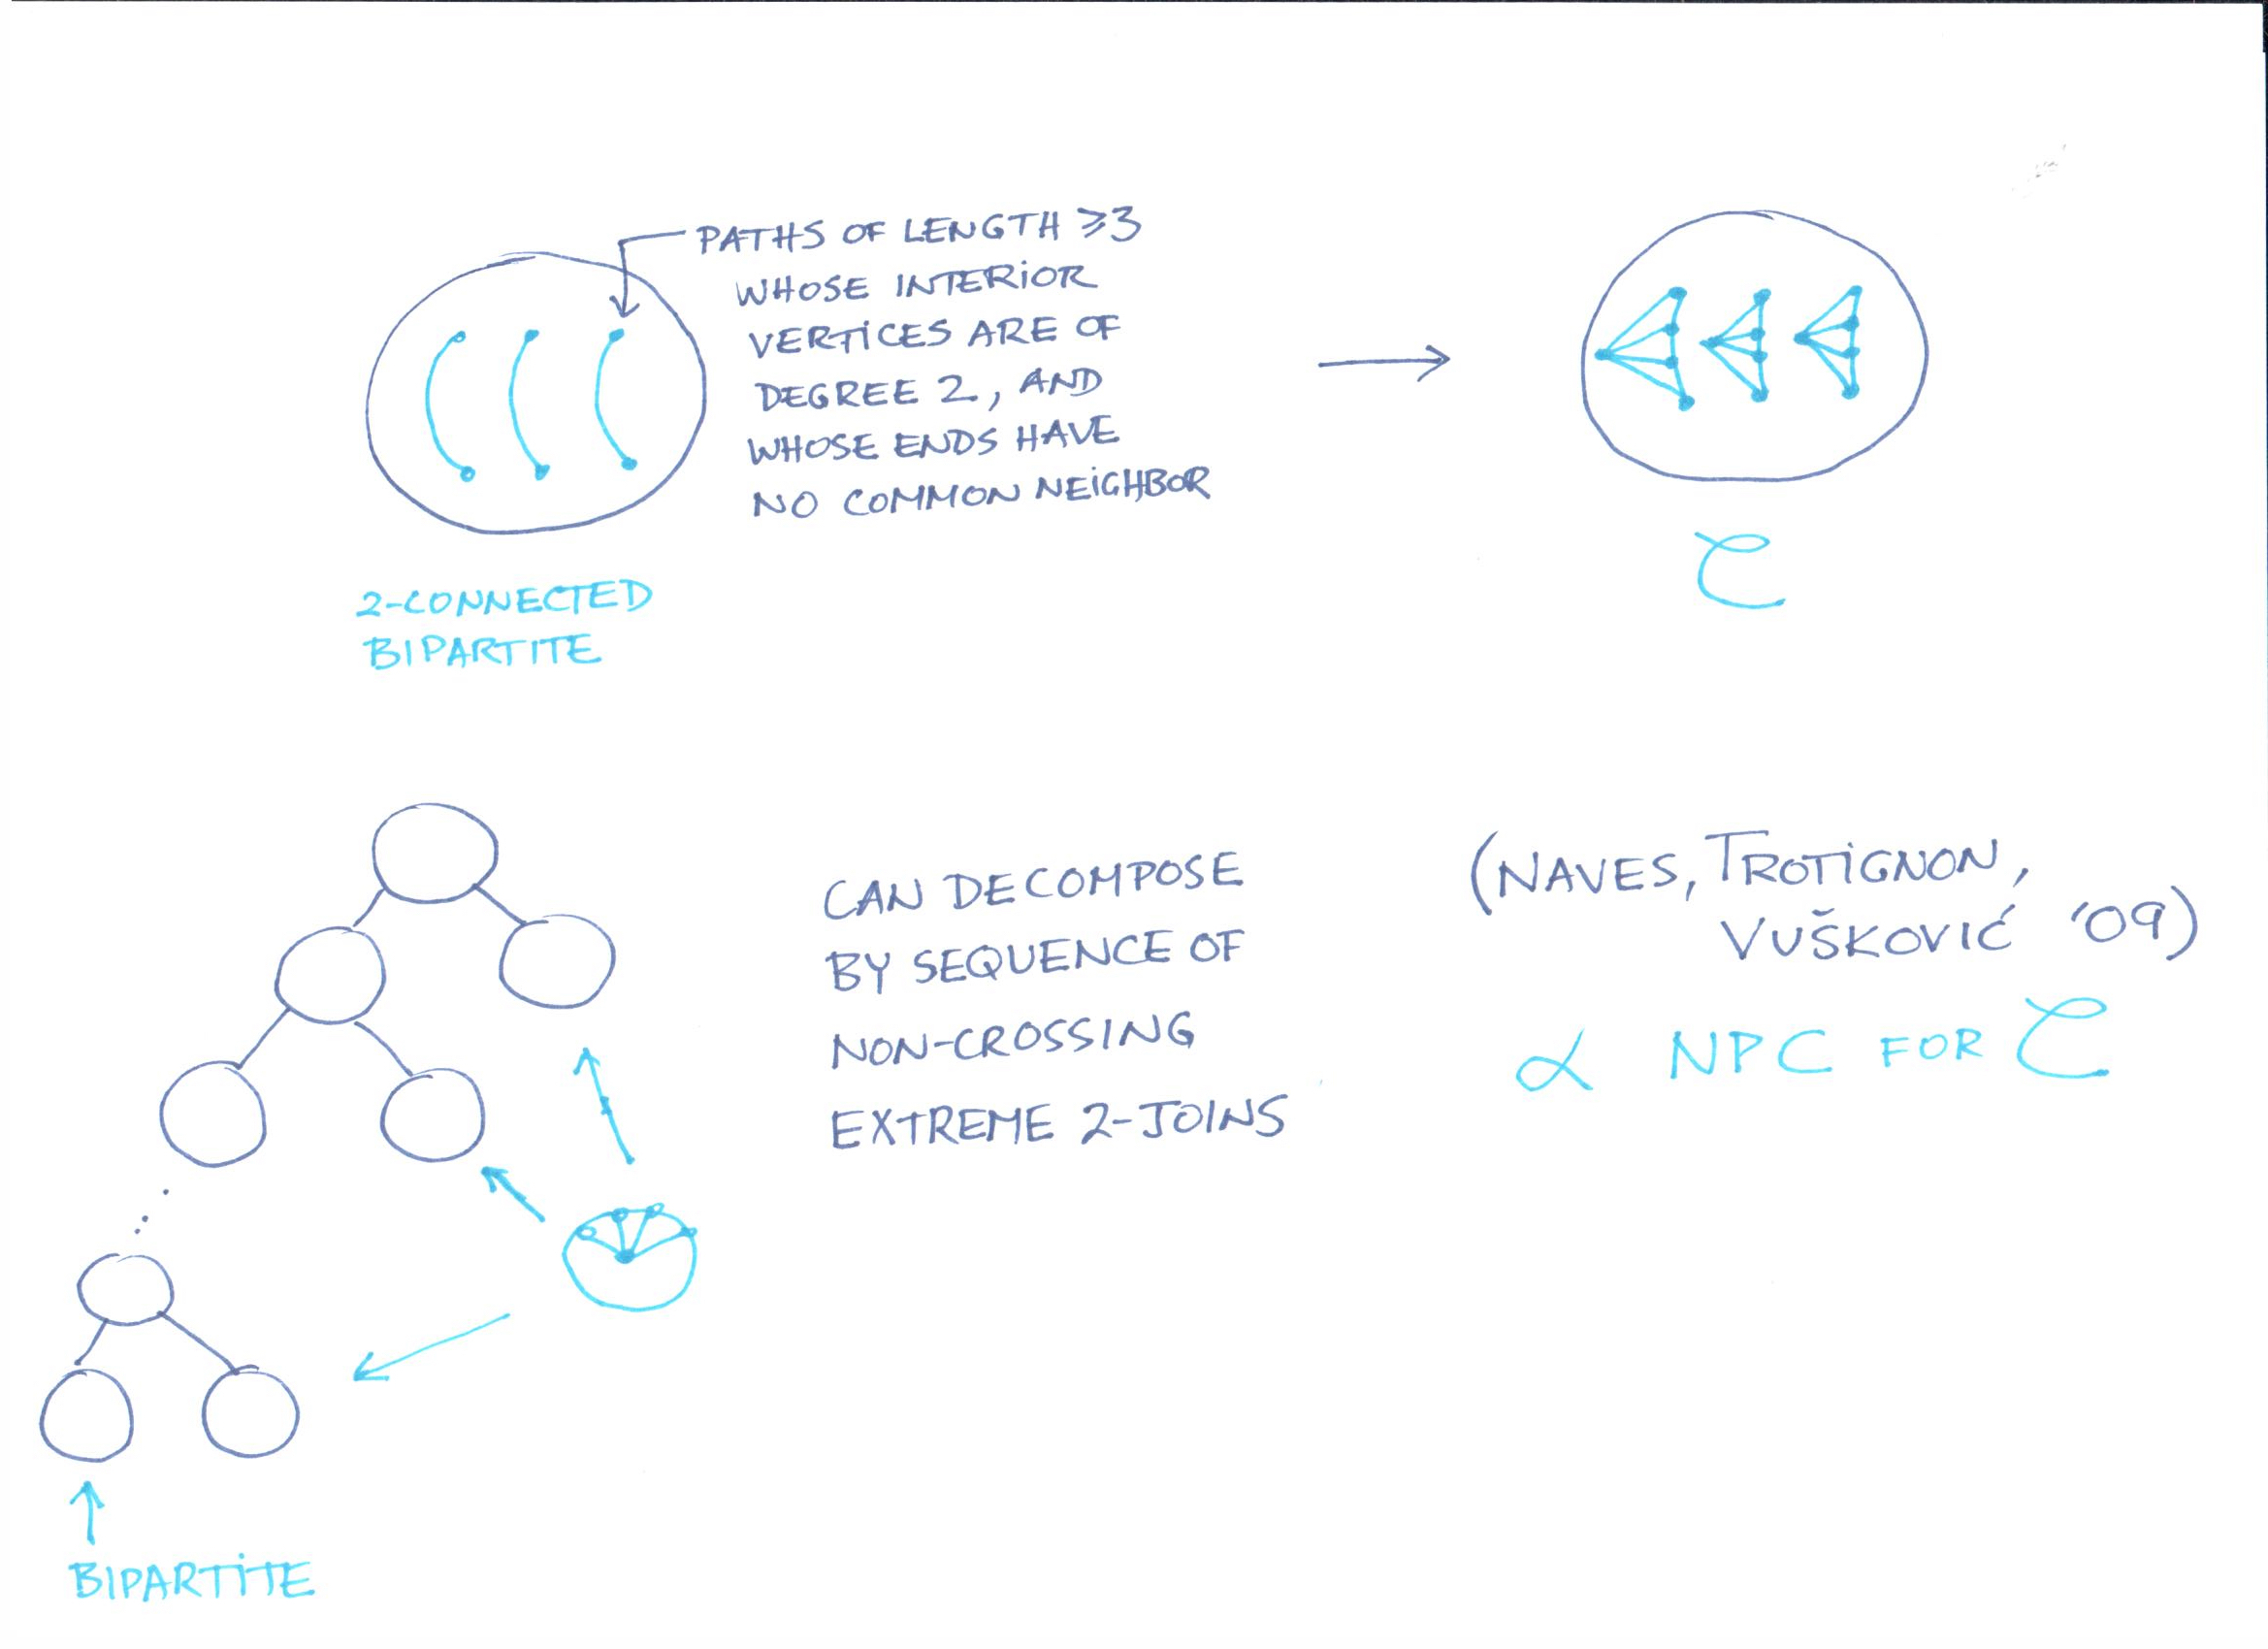 PATHS OF LENGTH ≥3
WHOSE INTERIOR
VERTICES ARE OF
DEGREE 2, AND
WHOSE ENDS HAVE
NO COMMON NEIGHBOR
2-CONNECTED
BIPARTITE
C
CAN DECOMPOSE
BY SEQUENCE OF
NON-CROSSING
EXTREME 2-JOINS
(NAVES, TROTIGNON,
VUŠKOVIĆ '09)
α NPC FOR C
BIPARTITE